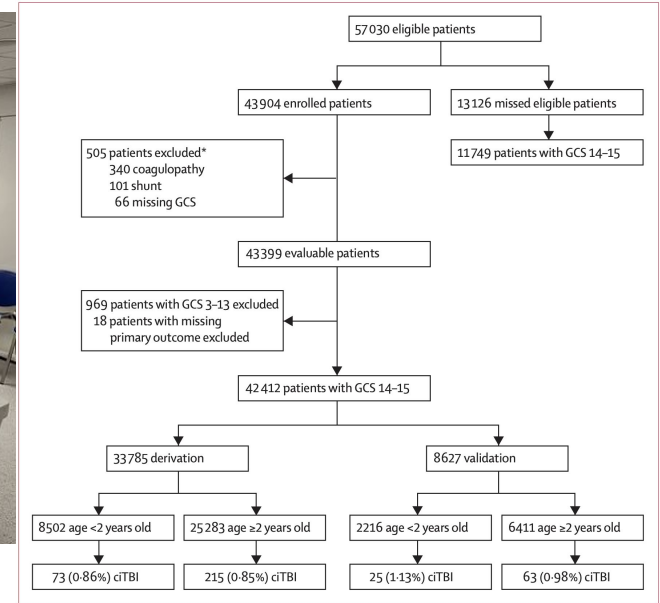 57 030 eligible patients
43 904 enrolled patients
13 126 missed eligible patients
11 749 patients with GCS 14–15
505 patients excluded*
340 coagulopathy
101 shunt
66 missing GCS
43 399 evaluable patients
969 patients with GCS 3–13 excluded
18 patients with missing
primary outcome excluded
42 412 patients with GCS 14–15
33 785 derivation
8627 validation
8502 age <2 years old
25 283 age ≥2 years old
2216 age <2 years old
6411 age ≥2 years old
73 (0·86%) ciTBI
215 (0·85%) ciTBI
25 (1·13%) ciTBI
63 (0·98%) ciTBI